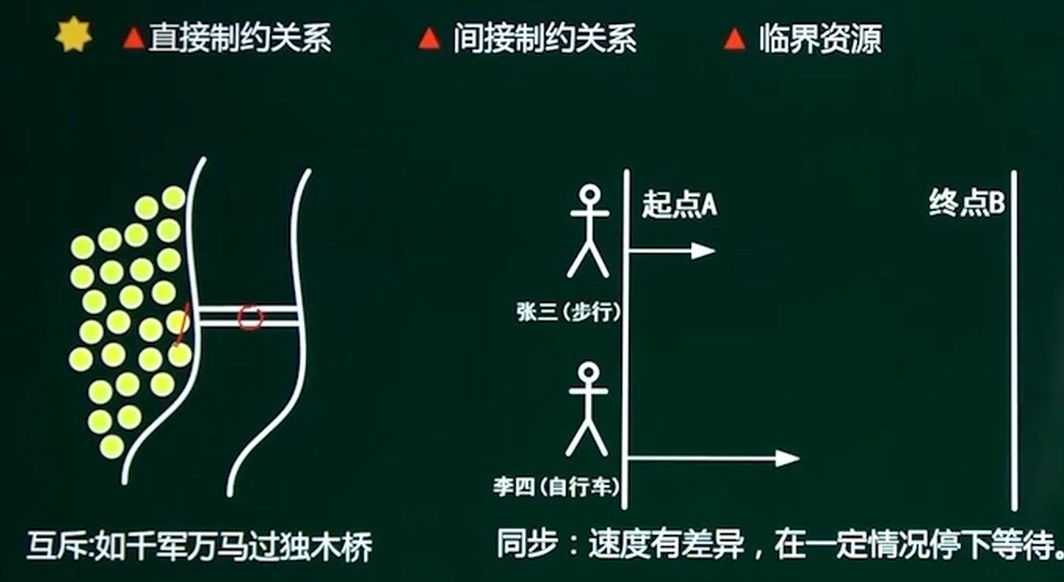 直接制约关系 间接制约关系 临界资源
起点A 终点B
张三(步行)
李四(自行车)
互斥:如千军万马过独木桥
同步：速度有差异，在一定情况停下等待。